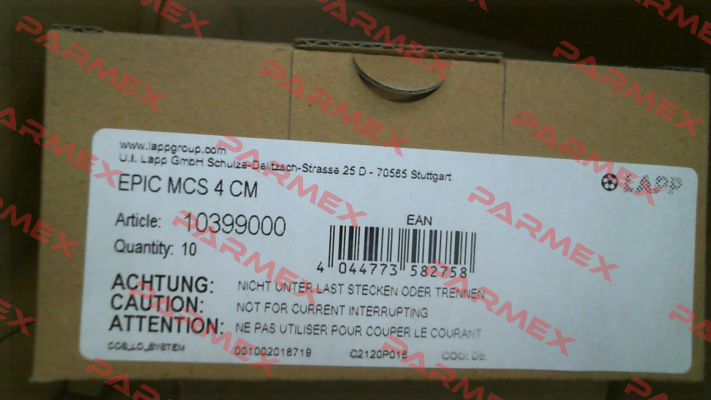 www.lappgroup.com
U.I. Lapp GmbH Schulze-Delitzsch-Strasse 25 D - 70565 Stuttgart
LAPP
EPIC MCS 4 CM
EAN
Article: 10399000
Quantity: 10
4 044773 582758
ACHTUNG: NICHT UNTER LAST STECKEN ODER TRENNEN
CAUTION: NOT FOR CURRENT INTERRUPTING
ATTENTION: NE PAS UTILISER POUR COUPER LE COURANT
001002018719 C2120P016 COO: DE
PARMEX